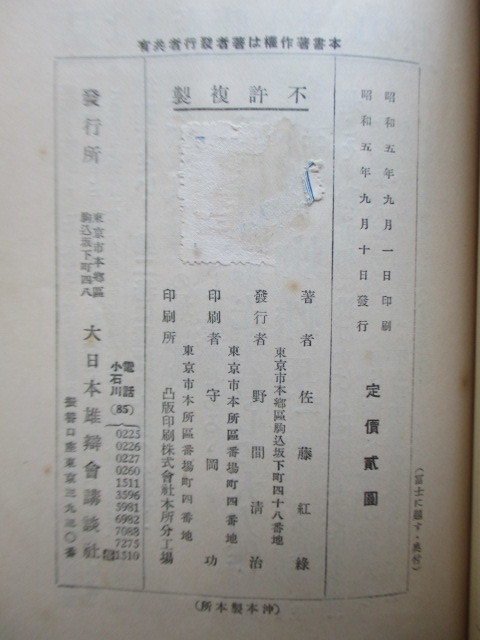 本書著作權は著者發行者共有
不許複製
昭和五年九月一日印刷
昭和五年九月十日發行
定價貳圓
著者 佐藤紅綠
東京市本鄕區駒込坂下町四十八番地
發行者 野間清治
東京市本所區番場町四番地
印刷者 守岡功
東京市本所區番場町四番地
印刷所 凸版印刷株式會社本所分工場
發行所
東京市本鄕區
駒込坂下町四八
大日本雄辯會講談社
電話
小石川
(85)
0225
0226
0227
0260
1511
3596
5981
6982
7088
7275
1510
振替口座東京三九三〇番
(沖本製本所)